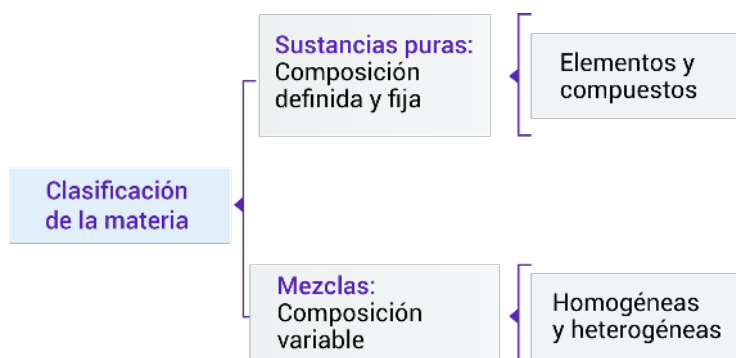 Clasificación
de la materia
Sustancias puras:
Composición
definida y fija
Elementos y
compuestos
Mezclas:
Composición
variable
Homogéneas
y heterogéneas